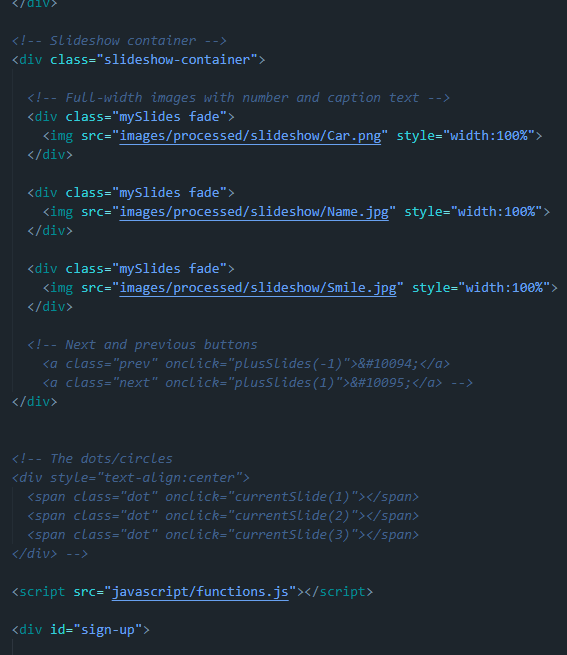 </div>
<!-- Slideshow container -->
<div class="slideshow-container">
<!-- Full-width images with number and caption text -->
<div class="mySlides fade">
<img src="images/processed/slideshow/Car.png" style="width:100%">
</div>
<div class="mySlides fade">
<img src="images/processed/slideshow/Name.jpg" style="width:100%">
</div>
<div class="mySlides fade">
<img src="images/processed/slideshow/Smile.jpg" style="width:100%">
</div>
<!-- Next and previous buttons
<a class="prev" onclick="plusSlides(-1)">&#10094;</a>
<a class="next" onclick="plusSlides(1)">&#10095;</a> -->
</div>
<!-- The dots/circles
<div style="text-align:center">
<span class="dot" onclick="currentSlide(1)"></span>
<span class="dot" onclick="currentSlide(2)"></span>
<span class="dot" onclick="currentSlide(3)"></span>
</div> -->
<script src="javascript/functions.js"></script>
<div id="sign-up">